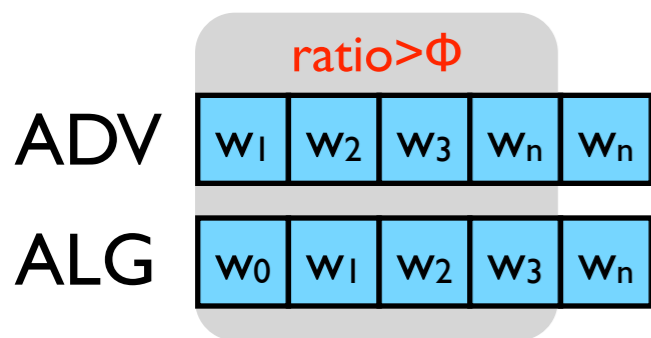 ratio>Φ
ADV w₁ w₂ w₃ wₙ wₙ
ALG w₀ w₁ w₂ w₃ wₙ